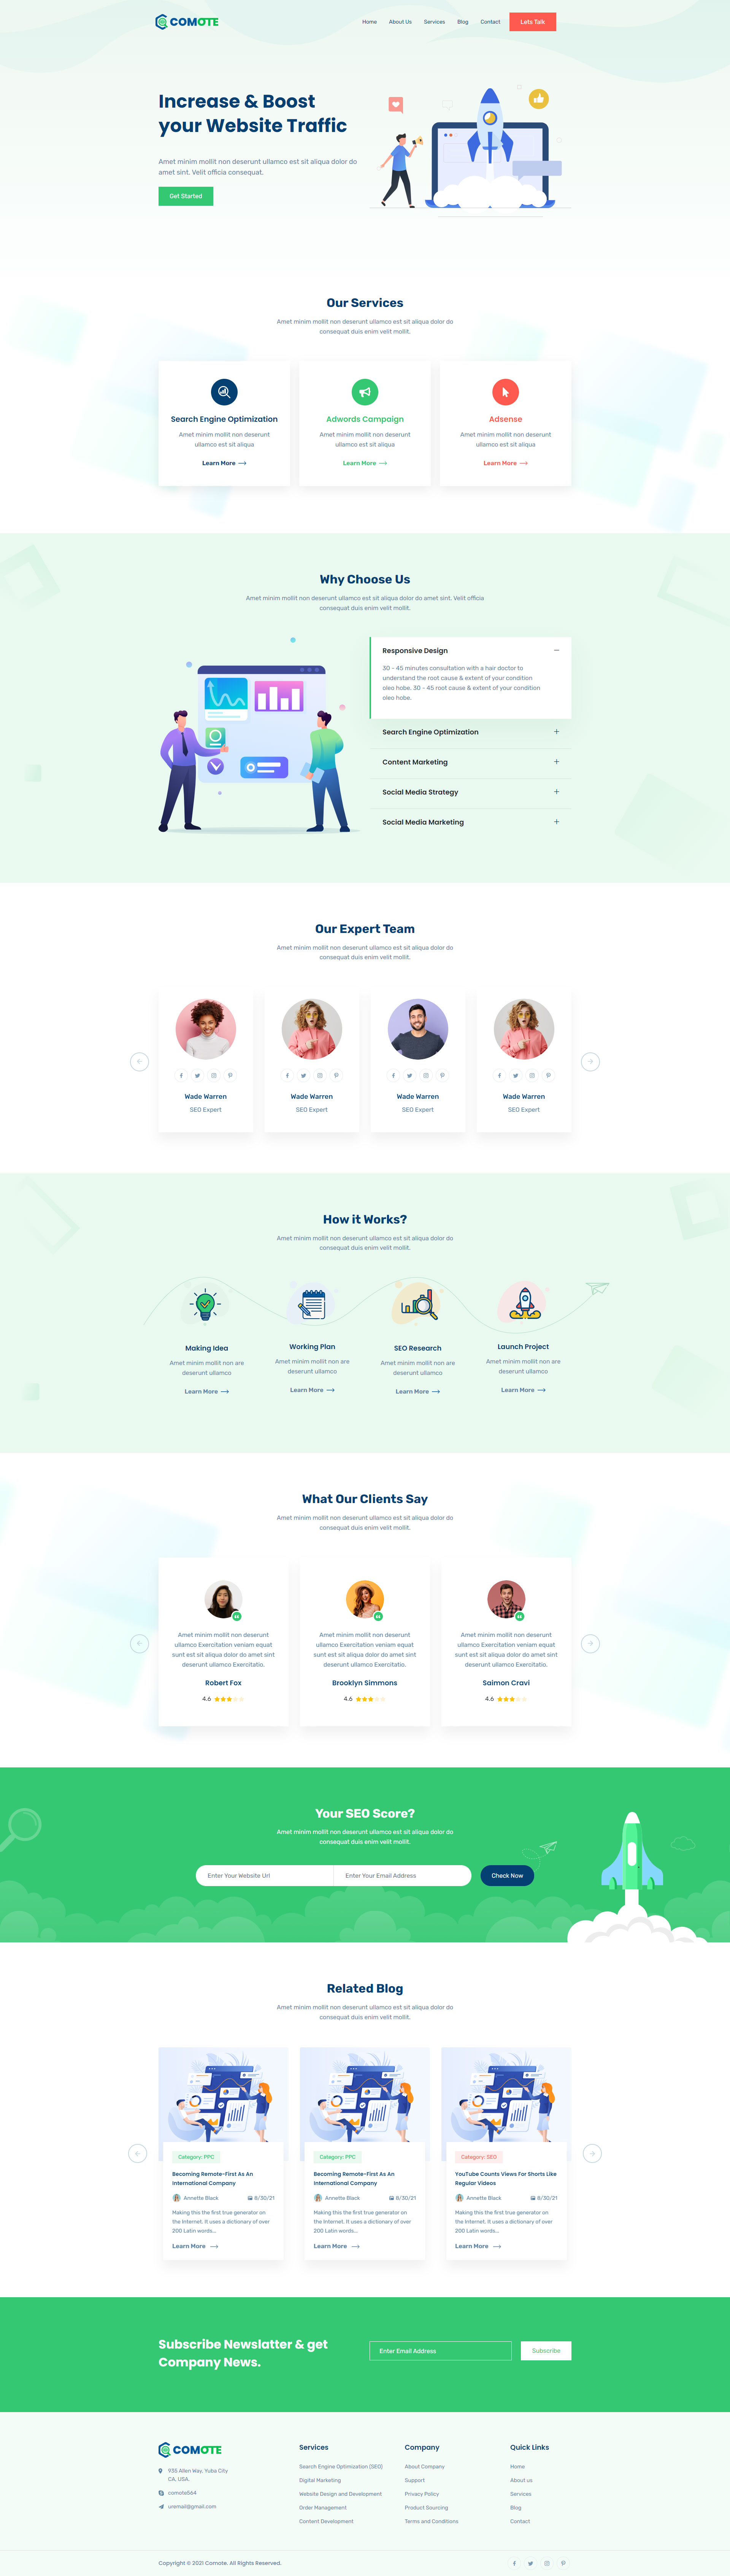 COMOTE
Home About Us Services Blog Contact Lets Talk
Increase & Boost
your Website Traffic
Amet minim mollit non deserunt ullamco est sit aliqua dolor do
amet sint. Velit officia consequat.
Get Started
Our Services
Amet minim mollit non deserunt ullamco est sit aliqua dolor do
consequat duis enim velit mollit.
Search Engine Optimization
Amet minim mollit non deserunt
ullamco est sit aliqua
Learn More
Adwords Campaign
Amet minim mollit non deserunt
ullamco est sit aliqua
Learn More
Adsense
Amet minim mollit non deserunt
ullamco est sit aliqua
Learn More
Why Choose Us
Amet minim mollit non deserunt ullamco est sit aliqua dolor do amet sint. Velit officia
consequat duis enim velit mollit.
Responsive Design
30 - 45 minutes consultation with a hair doctor to
understand the root cause & extent of your condition
oleo hobe. 30 - 45 root cause & extent of your condition
oleo hobe.
Search Engine Optimization
Content Marketing
Social Media Strategy
Social Media Marketing
Our Expert Team
Amet minim mollit non deserunt ullamco est sit aliqua dolor do
consequat duis enim velit mollit.
Wade Warren
SEO Expert
Wade Warren
SEO Expert
Wade Warren
SEO Expert
Wade Warren
SEO Expert
How it Works?
Amet minim mollit non deserunt ullamco est sit aliqua dolor do
consequat duis enim velit mollit.
Making Idea
Amet minim mollit non are
deserunt ullamco
Learn More
Working Plan
Amet minim mollit non are
deserunt ullamco
Learn More
SEO Research
Amet minim mollit non are
deserunt ullamco
Learn More
Launch Project
Amet minim mollit non are
deserunt ullamco
Learn More
What Our Clients Say
Amet minim mollit non deserunt ullamco est sit aliqua dolor do
consequat duis enim velit mollit.
Amet minim mollit non deserunt
ullamco Exercitation veniam equat
sunt est sit aliquip dolor do amet sint
deserunt ullamco Exercitatio.
Robert Fox
4.6
Amet minim mollit non deserunt
ullamco Exercitation veniam equat
sunt est sit aliquip dolor do amet sint
deserunt ullamco Exercitatio.
Brooklyn Simmons
4.6
Amet minim mollit non deserunt
ullamco Exercitation veniam equat
sunt est sit aliquip dolor do amet sint
deserunt ullamco Exercitatio.
Saimon Cravi
4.6
Your SEO Score?
Amet minim mollit non deserunt ullamco est sit aliqua dolor do
consequat duis enim velit mollit.
Enter Your Website Url
Enter Your Email Address
Check Now
Related Blog
Amet minim mollit non deserunt ullamco est sit aliqua dolor do
consequat duis enim velit mollit.
Category: PPC
Becoming Remote-First As An
International Company
Annette Black 8/30/21
Making this the first true generator on
the Internet. It uses a dictionary of over
200 Latin words...
Learn More
Category: PPC
Becoming Remote-First As An
International Company
Annette Black 8/30/21
Making this the first true generator on
the Internet. It uses a dictionary of over
200 Latin words...
Learn More
Category: SEO
YouTube Counts Views For Shorts Like
Regular Videos
Annette Black 8/30/21
Making this the first true generator on
the Internet. It uses a dictionary of over
200 Latin words...
Learn More
Subscribe Newslatter & get
Company News.
Enter Email Address
Subscribe
COMOTE
935 Allen Way, Yuba City
CA, USA.
comote564
uremail@gmail.com
Services
Search Engine Optimization (SEO)
Digital Marketing
Website Design and Development
Order Management
Content Development
Company
About Company
Support
Privacy Policy
Product Sourcing
Terms and Conditions
Quick Links
Home
About us
Services
Blog
Contact
Copyright © 2021 Comote. All Rights Reserved.